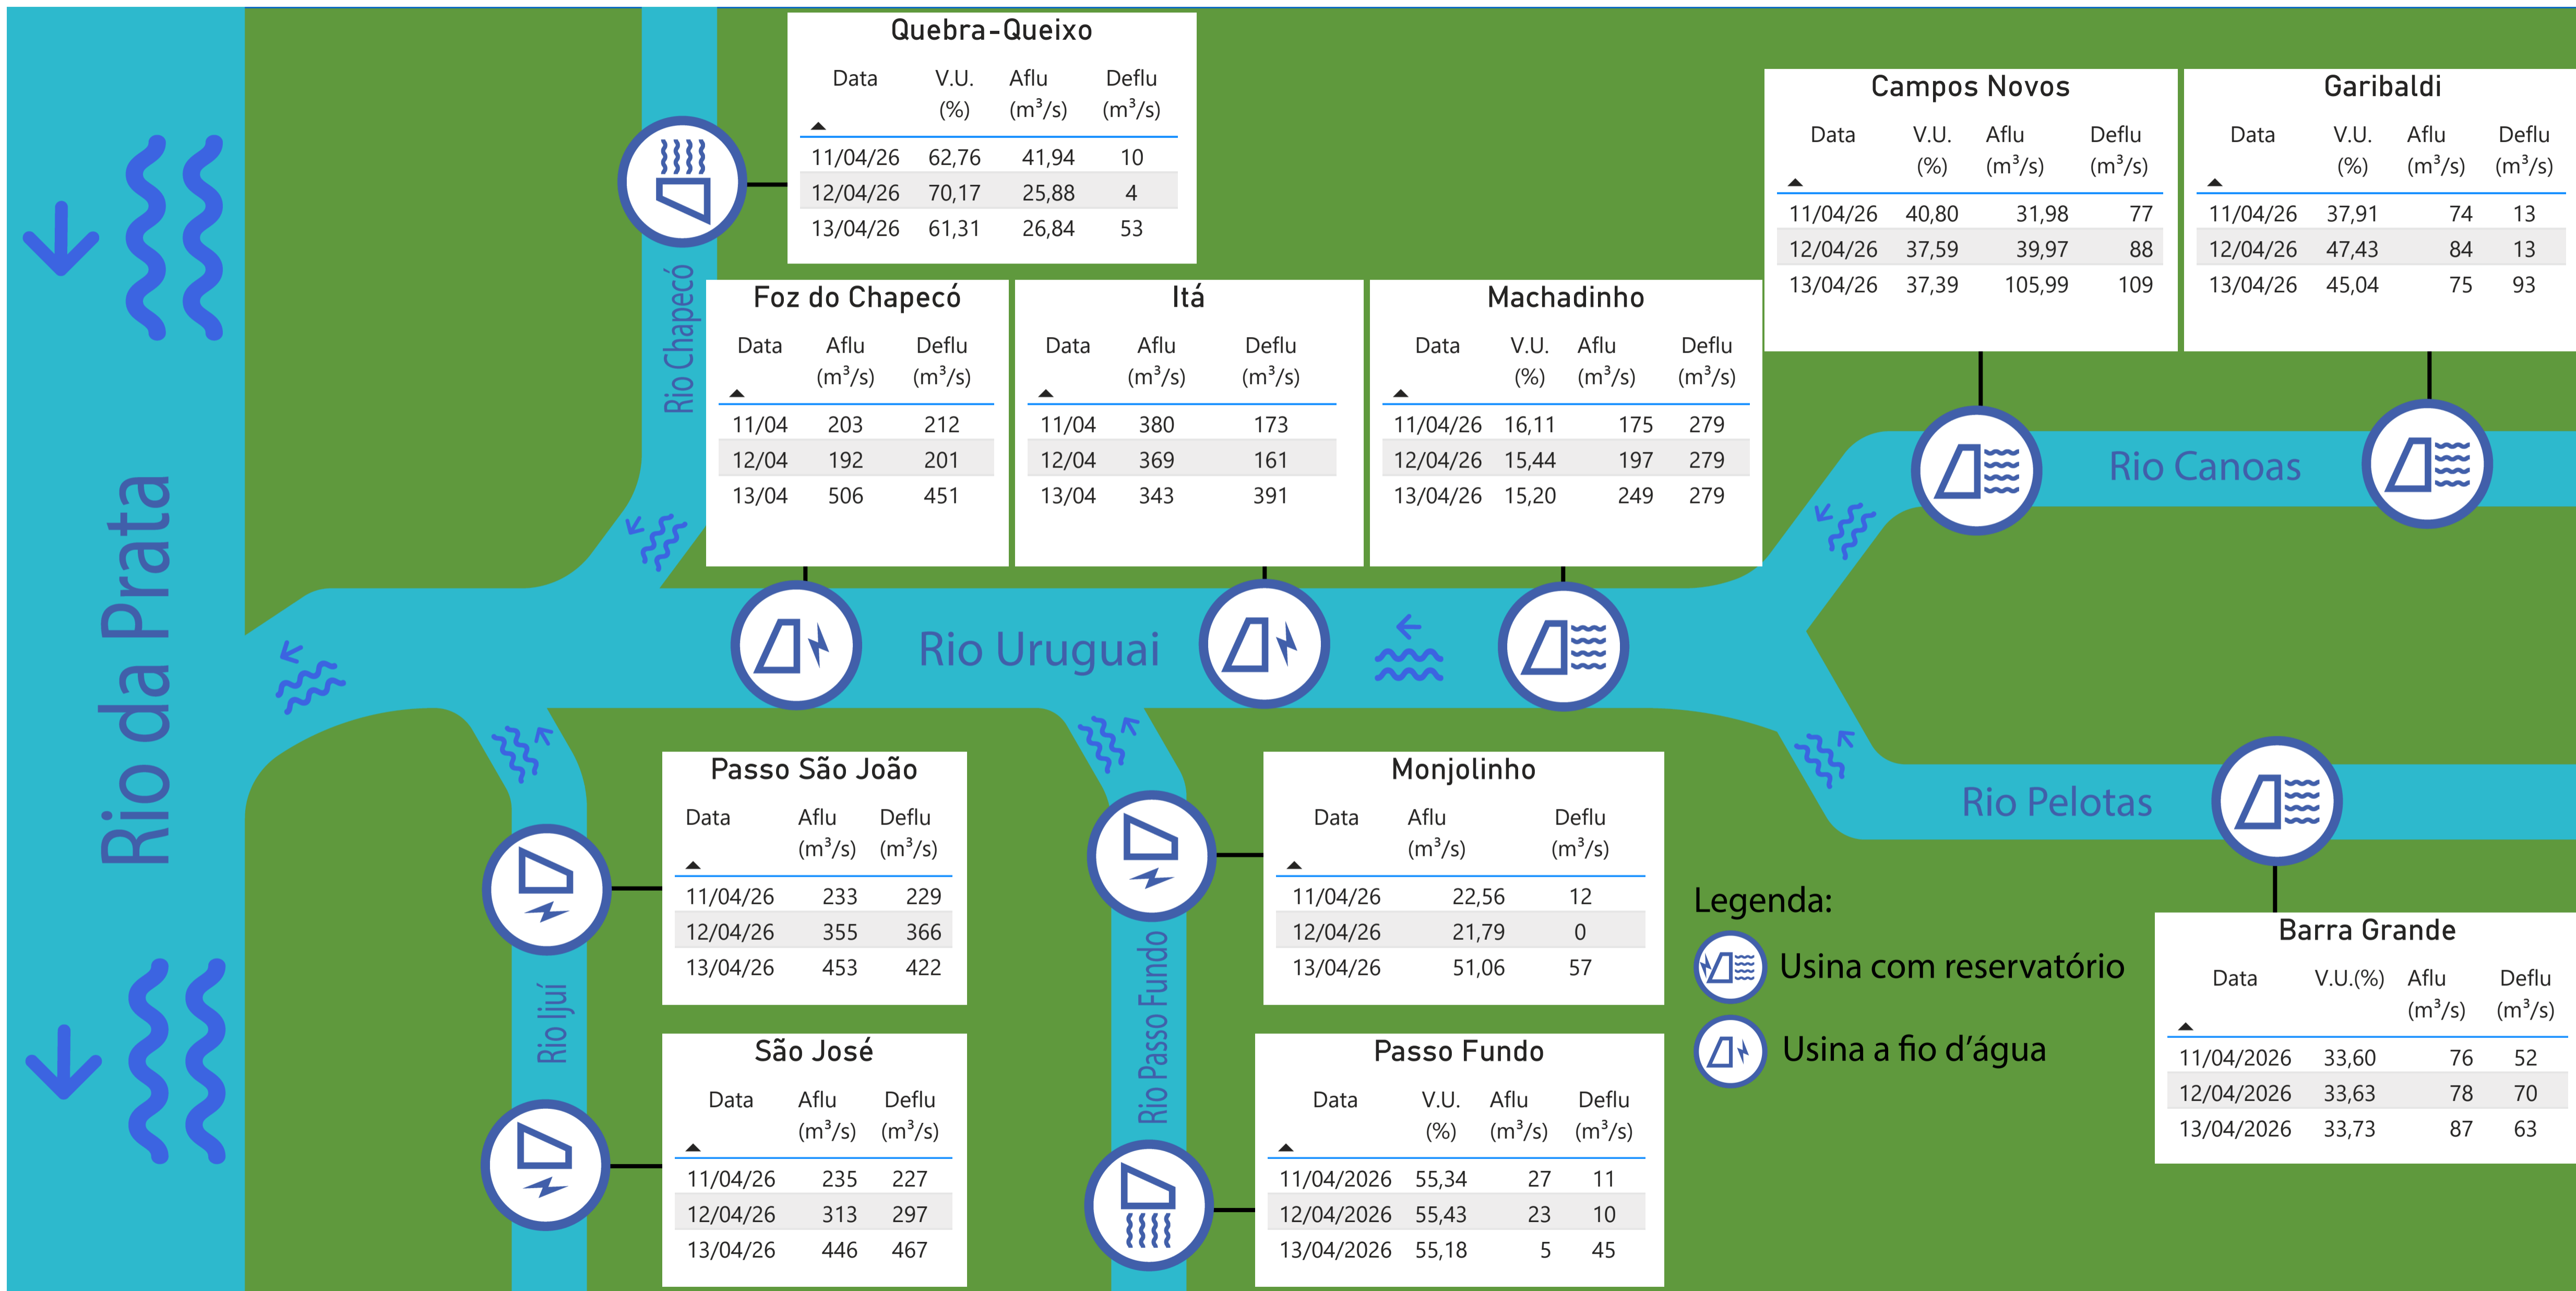 Quebra-Queixo
Data V.U. (%) Aflu (m³/s) Deflu (m³/s)
11/04/26 62,76 41,94 10
12/04/26 70,17 25,88 4
13/04/26 61,31 26,84 53
Campos Novos
Data V.U. (%) Aflu (m³/s) Deflu (m³/s)
11/04/26 40,80 31,98 77
12/04/26 37,59 39,97 88
13/04/26 37,39 105,99 109
Garibaldi
Data V.U. (%) Aflu (m³/s) Deflu (m³/s)
11/04/26 37,91 74 13
12/04/26 47,43 84 13
13/04/26 45,04 75 93
Rio Chapecó
Foz do Chapecó
Data Aflu (m³/s) Deflu (m³/s)
11/04 203 212
12/04 192 201
13/04 506 451
Itá
Data Aflu (m³/s) Deflu (m³/s)
11/04 380 173
12/04 369 161
13/04 343 391
Machadinho
Data V.U. (%) Aflu (m³/s) Deflu (m³/s)
11/04/26 16,11 175 279
12/04/26 15,44 197 279
13/04/26 15,20 249 279
Rio Canoas
Rio da Prata
Rio Uruguai
Rio Pelotas
Passo São João
Data Aflu (m³/s) Deflu (m³/s)
11/04/26 233 229
12/04/26 355 366
13/04/26 453 422
Monjolinho
Data Aflu (m³/s) Deflu (m³/s)
11/04/26 22,56 12
12/04/26 21,79 0
13/04/26 51,06 57
Legenda:
Usina com reservatório
Usina a fio d'água
Barra Grande
Data V.U.(%) Aflu (m³/s) Deflu (m³/s)
11/04/2026 33,60 76 52
12/04/2026 33,63 78 70
13/04/2026 33,73 87 63
Rio Ijuí
São José
Data Aflu (m³/s) Deflu (m³/s)
11/04/26 235 227
12/04/26 313 297
13/04/26 446 467
Rio Passo Fundo
Passo Fundo
Data V.U. (%) Aflu (m³/s) Deflu (m³/s)
11/04/2026 55,34 27 11
12/04/2026 55,43 23 10
13/04/2026 55,18 5 45